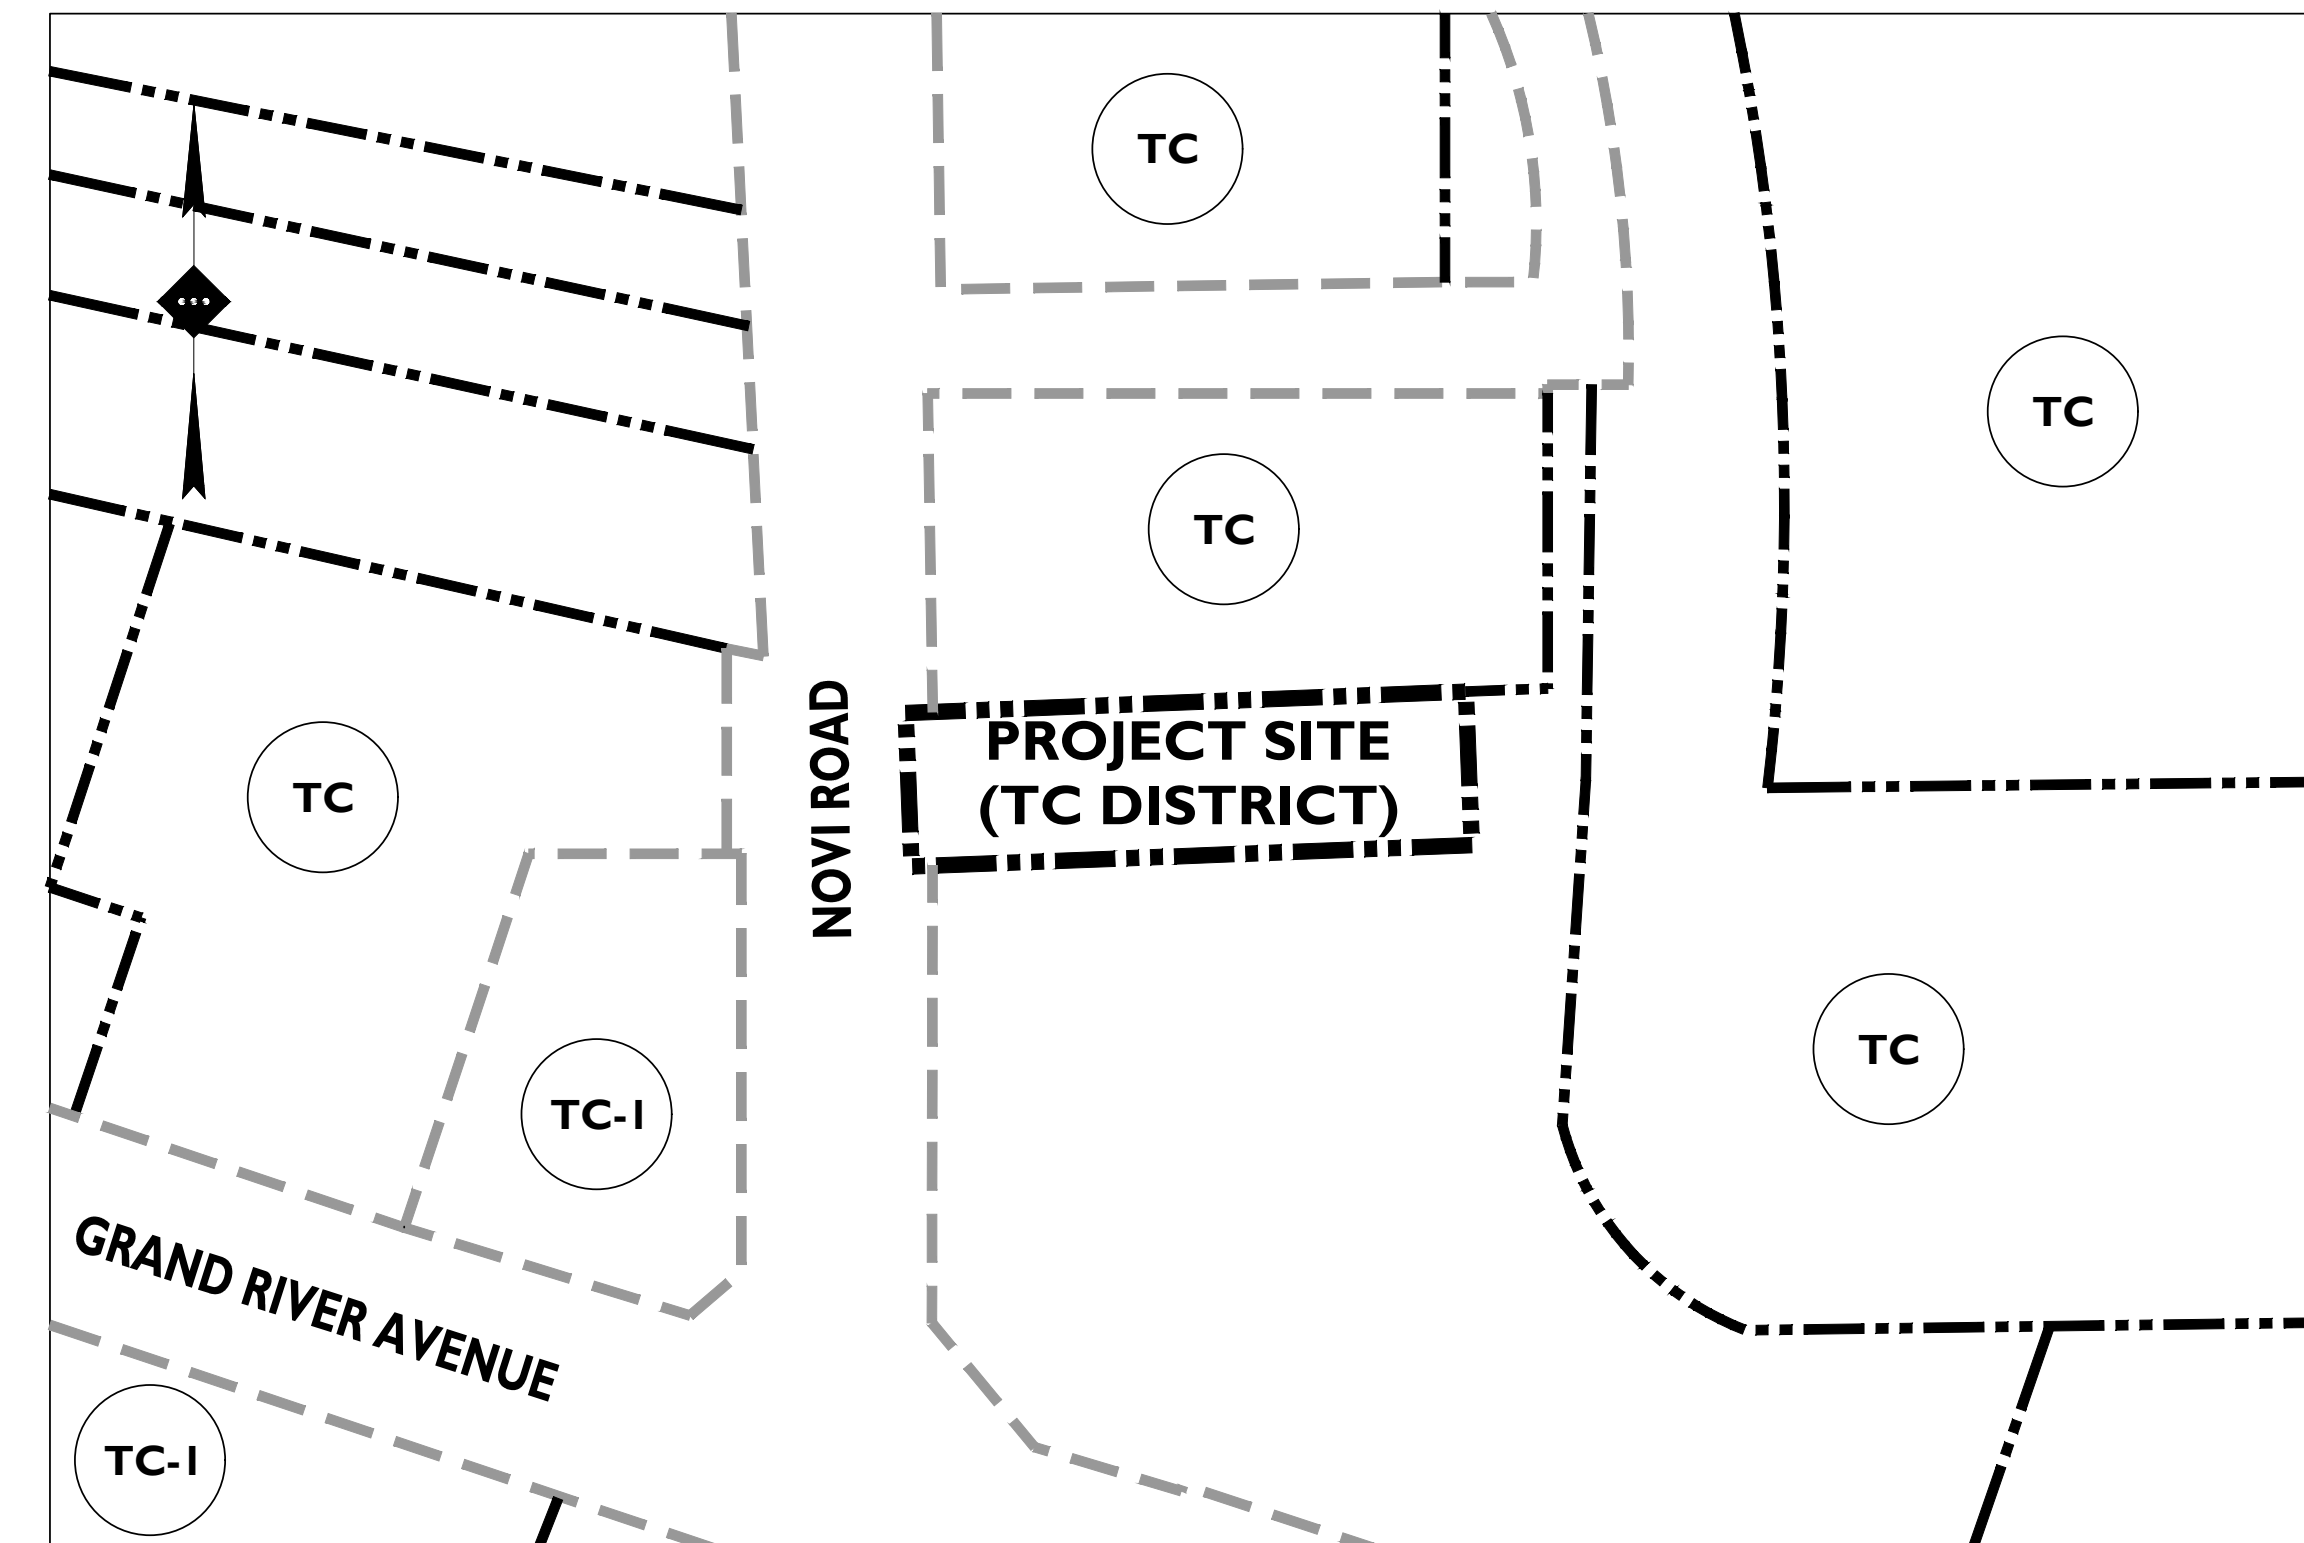 TC
TC
TC
NOVI ROAD
PROJECT SITE
(TC DISTRICT)
TC
TC
TC-1
GRAND RIVER AVENUE
TC-1